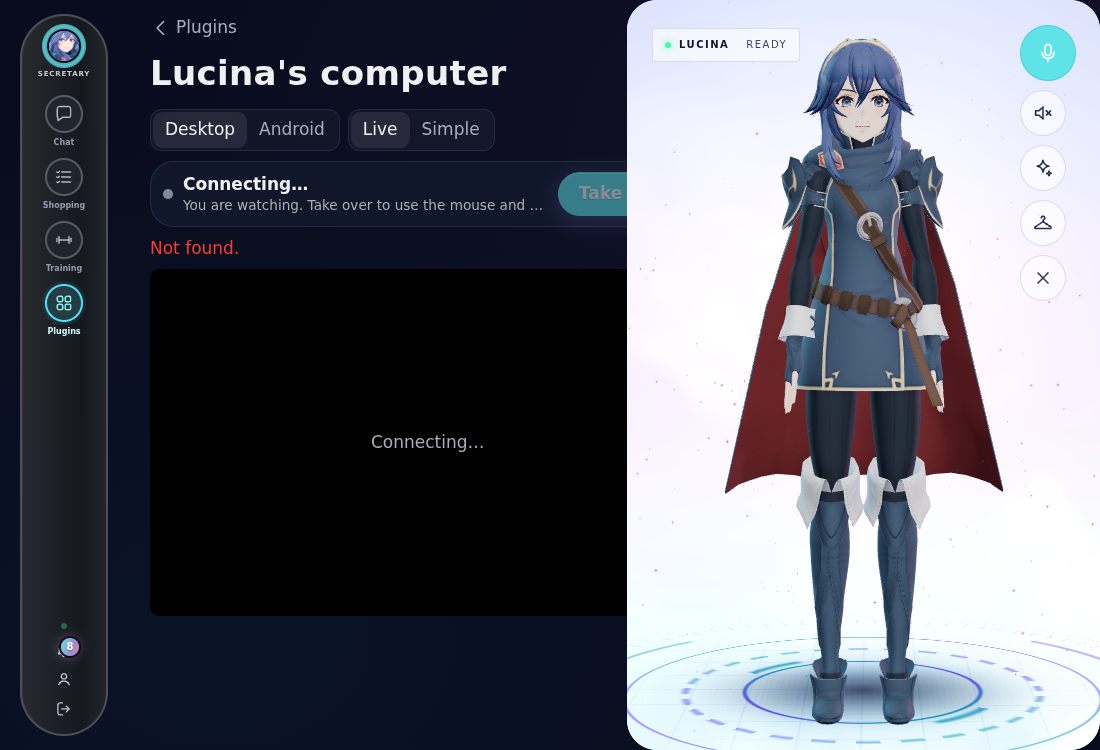 SECRETARY
Chat
Shopping
Training
Plugins
8
Plugins
Lucina's computer
Desktop Android Live Simple
Connecting...
You are watching. Take over to use the mouse and ...
Take
Not found.
Connecting...
LUCINA READY